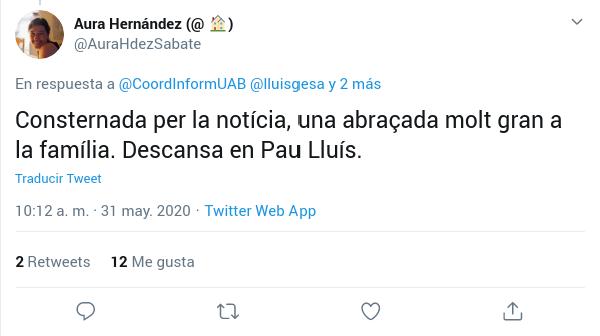 Aura Hernández (@ 🏠)
@AuraHdezSabate
En respuesta a @CoordInformUAB @lluisgesa y 2 más
Consternada per la notícia, una abraçada molt gran a
la família. Descansa en Pau Lluís.
Traducir Tweet
10:12 a. m. · 31 may. 2020 · Twitter Web App
2 Retweets 12 Me gusta